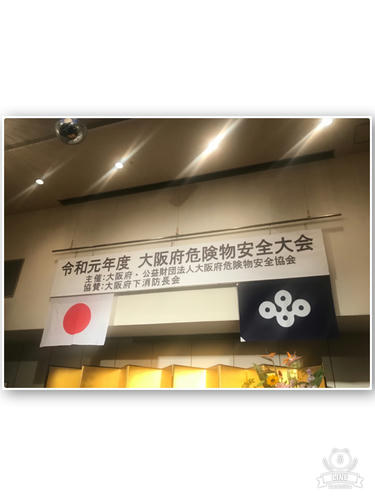 令和元年度 大阪府危険物安全大会
主催：大阪府・公益財団法人大阪府危険物安全協会
協賛：大阪府下消防長会
LINE